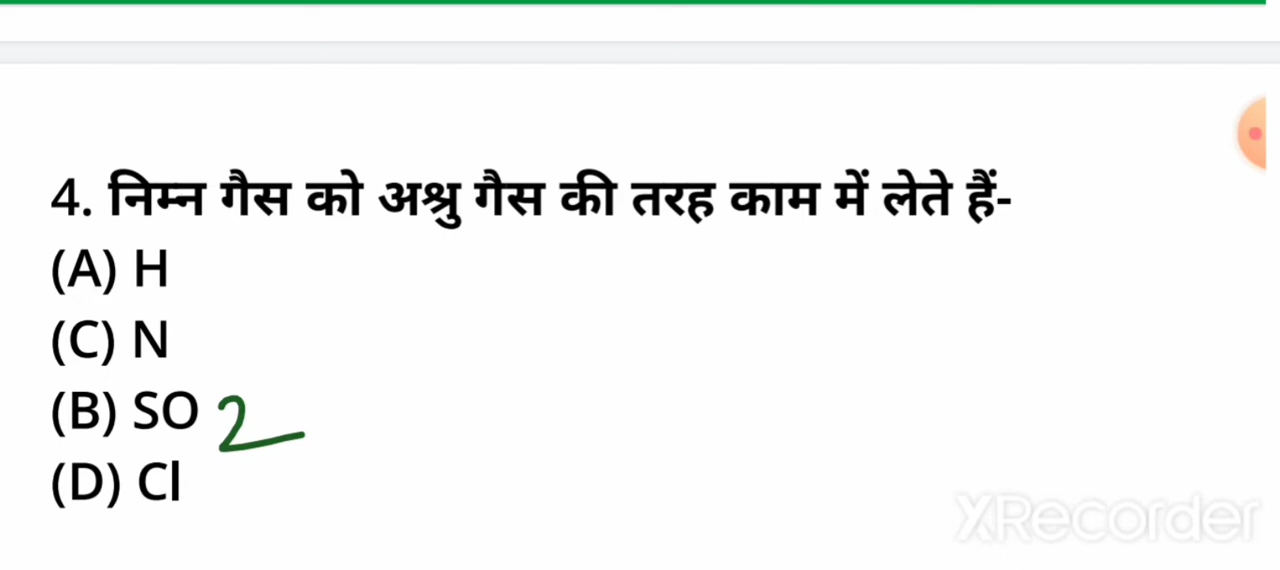 4. निम्न गैस को अश्रु गैस की तरह काम में लेते हैं-
(A) H
(C) N
(B) SO 2
(D) Cl
XRecorder